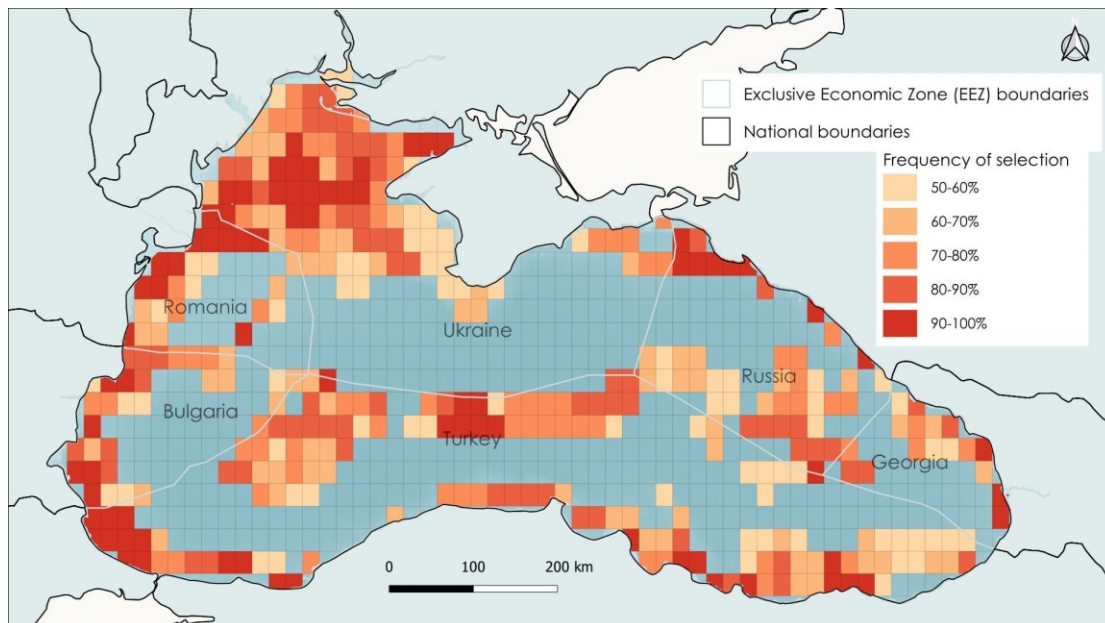 N
Exclusive Economic Zone (EEZ) boundaries
National boundaries
Frequency of selection
50-60%
60-70%
70-80%
80-90%
90-100%
Romania
Ukraine
Russia
Bulgaria
Turkey
Georgia
0 100 200 km